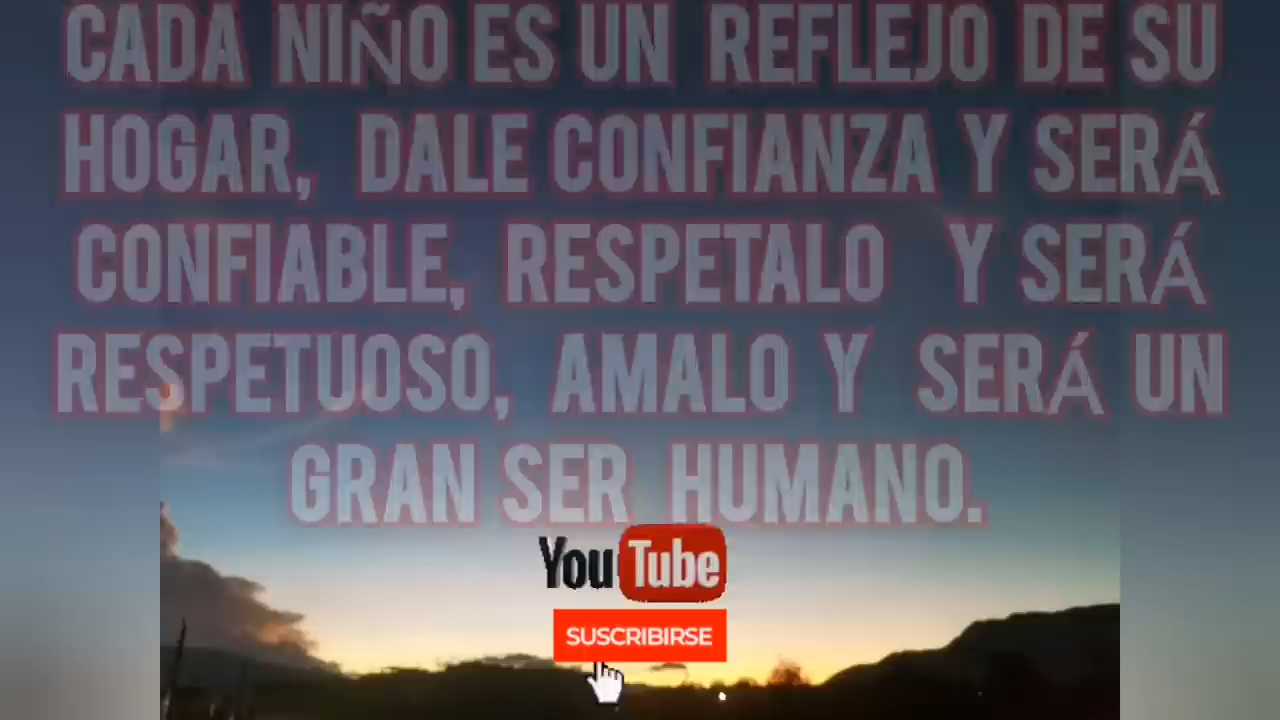 CADA NIÑO ES UN REFLEJO DE SU
HOGAR, DALE CONFIANZA Y SERÁ
CONFIABLE, RESPETALO Y SERÁ
RESPETUOSO, AMALO Y SERÁ UN
GRAN SER HUMANO.
YouTube
SUSCRIBIRSE